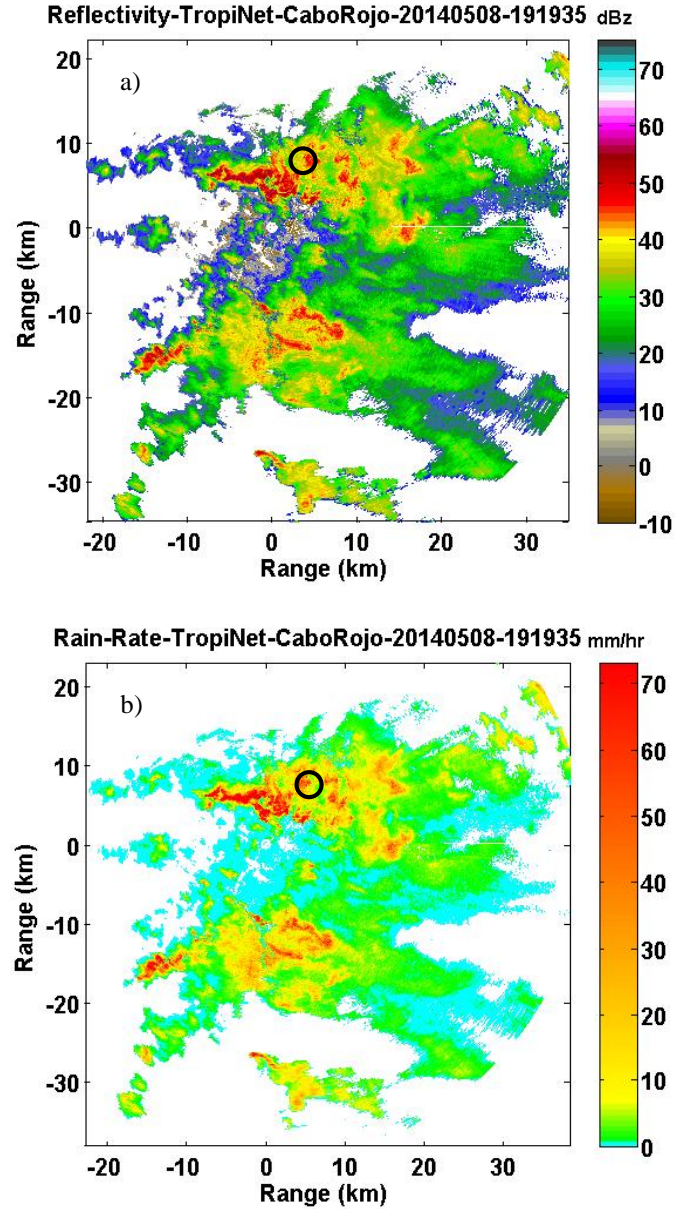 Reflectivity-TropiNet-CaboRojo-20140508-191935 dBz
a)
20
10
0
-10
-20
-30
Range (km)
-20 -10 0 10 20 30
Range (km)
70
60
50
40
30
20
10
0
-10
Rain-Rate-TropiNet-CaboRojo-20140508-191935 mm/hr
b)
20
10
0
-10
-20
-30
Range (km)
-20 -10 0 10 20 30
Range (km)
70
60
50
40
30
20
10
0